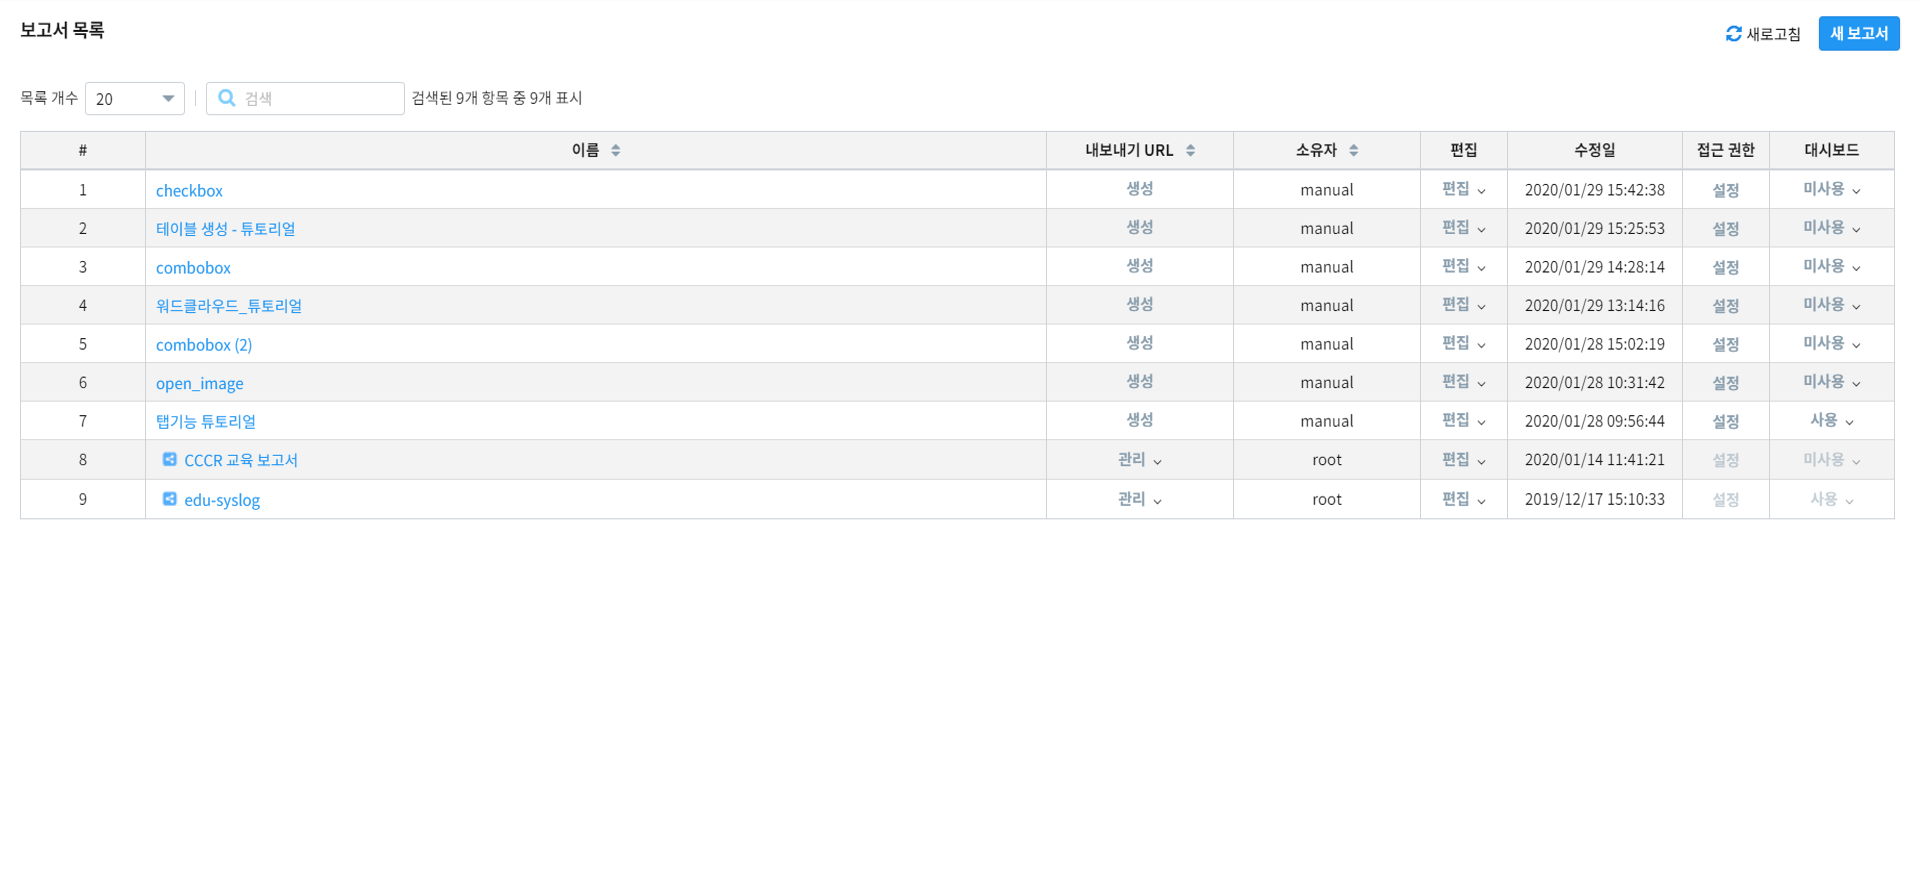 보고서 목록
새로고침 새 보고서
목록 개수 20 검색 검색된 9개 항목 중 9개 표시
# 이름 내보내기 URL 소유자 편집 수정일 접근 권한 대시보드
1 checkbox 생성 manual 편집 2020/01/29 15:42:38 설정 미사용
2 테이블 생성 - 튜토리얼 생성 manual 편집 2020/01/29 15:25:53 설정 미사용
3 combobox 생성 manual 편집 2020/01/29 14:28:14 설정 미사용
4 워드클라우드_튜토리얼 생성 manual 편집 2020/01/29 13:14:16 설정 미사용
5 combobox (2) 생성 manual 편집 2020/01/28 15:02:19 설정 미사용
6 open_image 생성 manual 편집 2020/01/28 10:31:42 설정 미사용
7 탭기능 튜토리얼 생성 manual 편집 2020/01/28 09:56:44 설정 사용
8 CCCR 교육 보고서 관리 root 편집 2020/01/14 11:41:21 설정 미사용
9 edu-syslog 관리 root 편집 2019/12/17 15:10:33 설정 사용